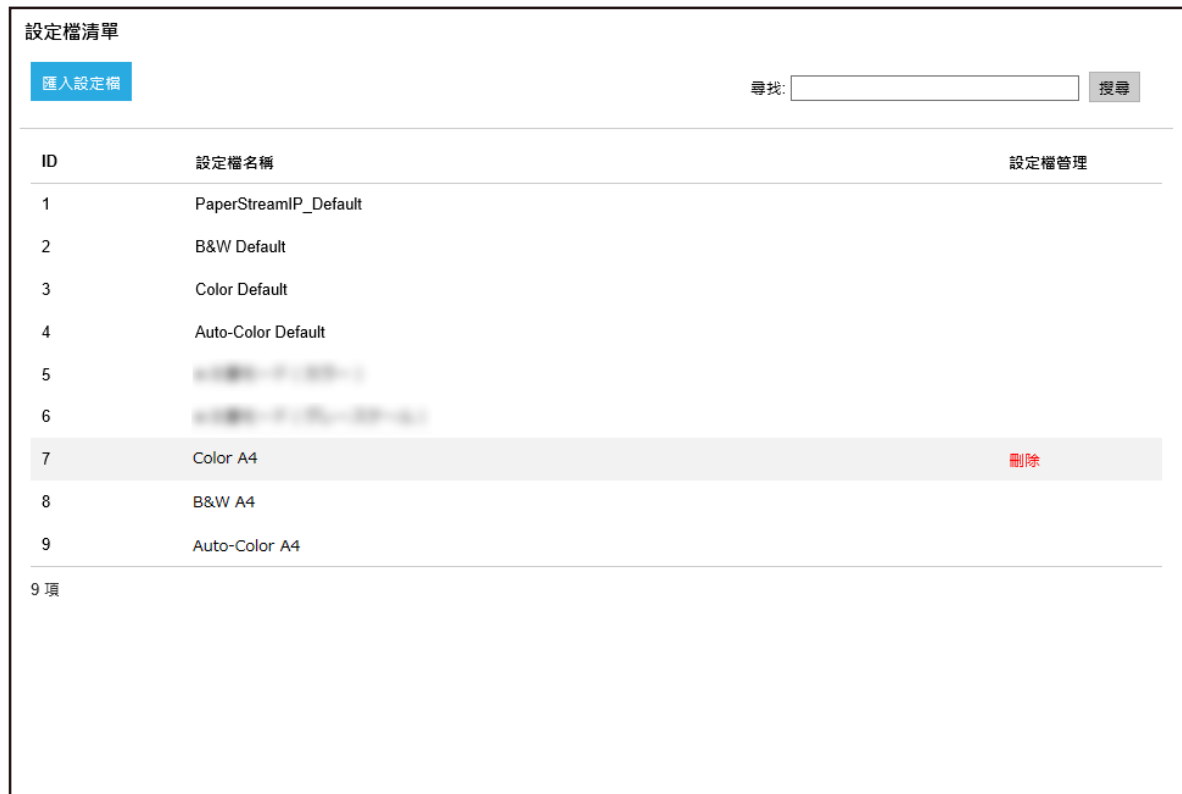 設定檔清單
匯入設定檔
尋找: 搜尋
ID 設定檔名稱 設定檔管理
1 PaperStreamIP_Default
2 B&W Default
3 Color Default
4 Auto-Color Default
5
6
7 Color A4 刪除
8 B&W A4
9 Auto-Color A4
9 項